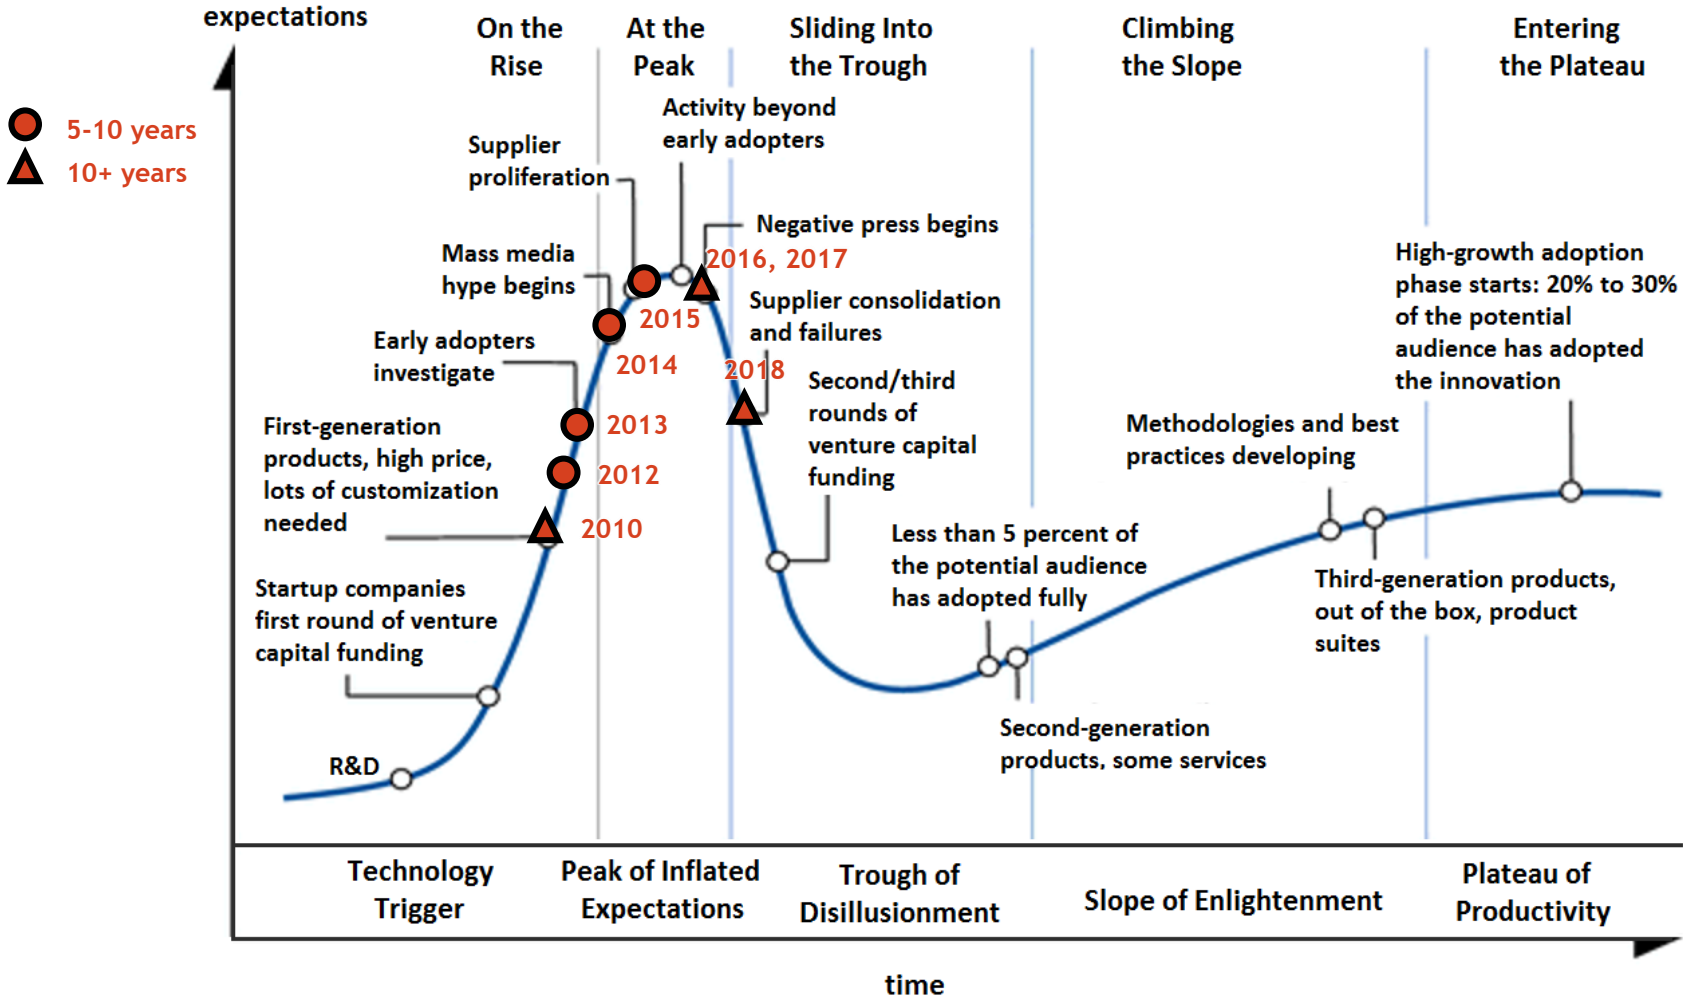 expectations
On the
Rise
At the
Peak
Sliding Into
the Trough
Climbing
the Slope
Entering
the Plateau
5-10 years
10+ years
Activity beyond
early adopters
Supplier
proliferation
Negative press begins
2016, 2017
Mass media
hype begins
Supplier consolidation
and failures
2015
2014
2018
Early adopters
investigate
Second/third
rounds of
venture capital
funding
High-growth adoption
phase starts: 20% to 30%
of the potential
audience has adopted
the innovation
2013
2012
2010
First-generation
products, high price,
lots of customization
needed
Methodologies and best
practices developing
Less than 5 percent of
the potential audience
has adopted fully
Startup companies
first round of venture
capital funding
Third-generation products,
out of the box, product
suites
R&D
Second-generation
products, some services
Technology
Trigger
Peak of Inflated
Expectations
Trough of
Disillusionment
Slope of Enlightenment
Plateau of
Productivity
time